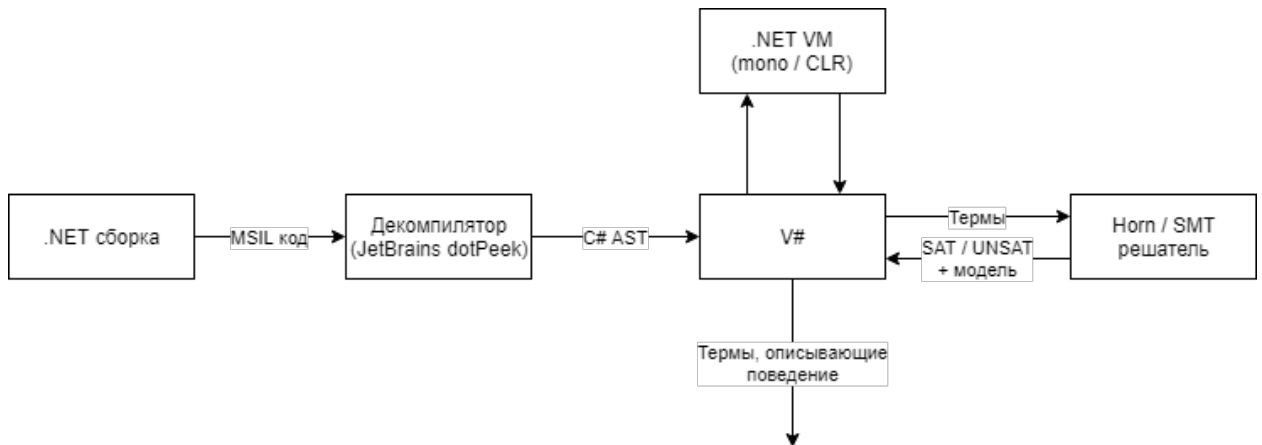 .NET VM
(mono / CLR)
.NET сборка
MSIL код
Декомпилятор
(JetBrains dotPeek)
C# AST
V#
Термы
SAT / UNSAT
+ модель
Horn / SMT
решатель
Термы, описывающие
поведение